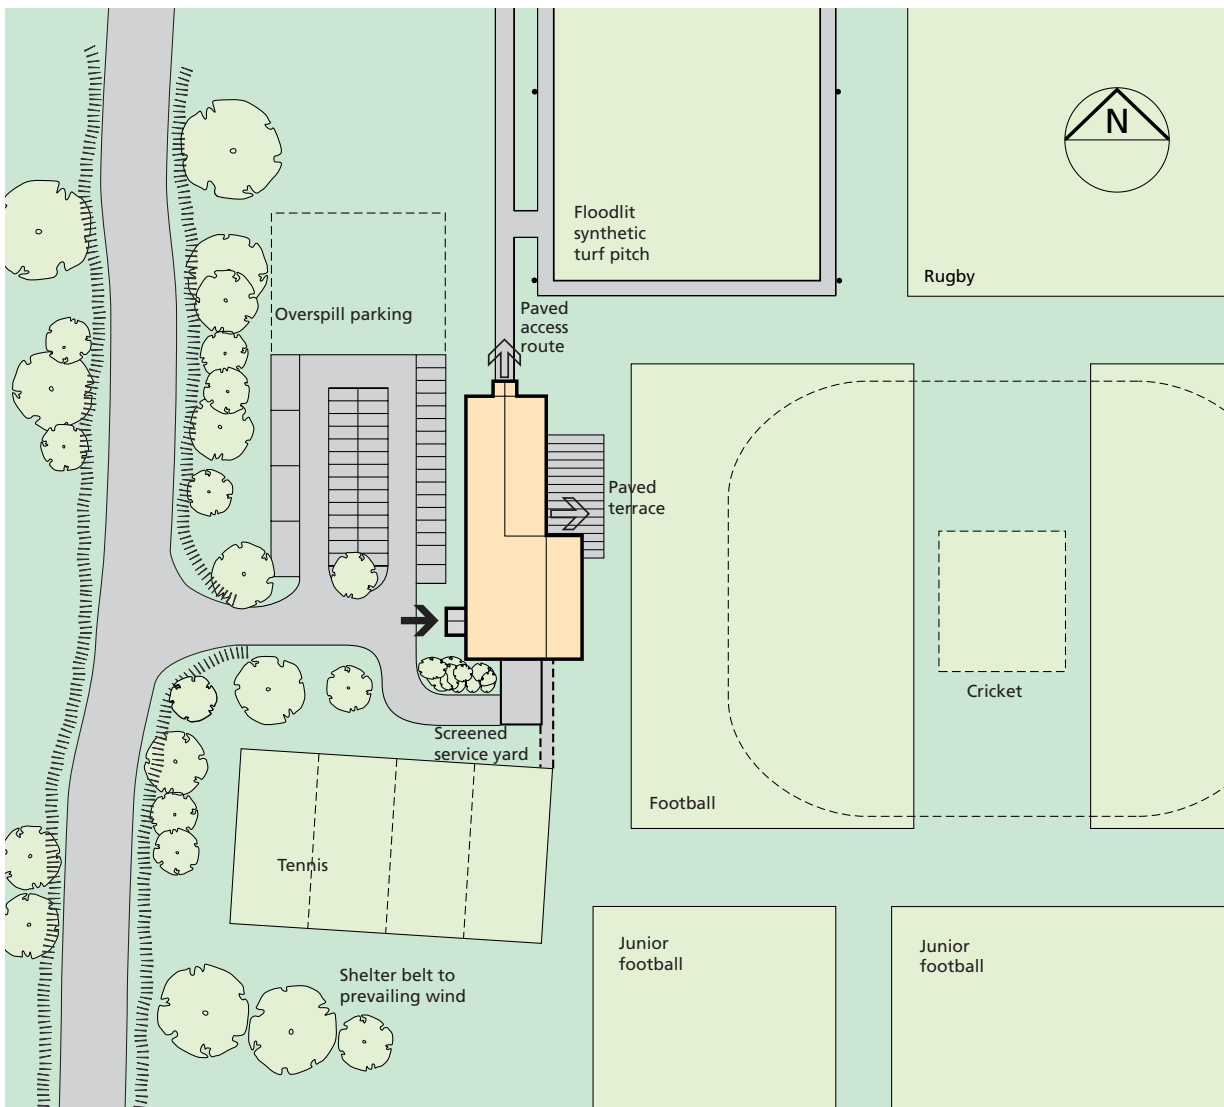 N
Floodlit
synthetic
turf pitch
Rugby
Overspill parking
Paved
access
route
Paved
terrace
Cricket
Screened
service yard
Football
Tennis
Junior
football
Junior
football
Shelter belt to
prevailing wind